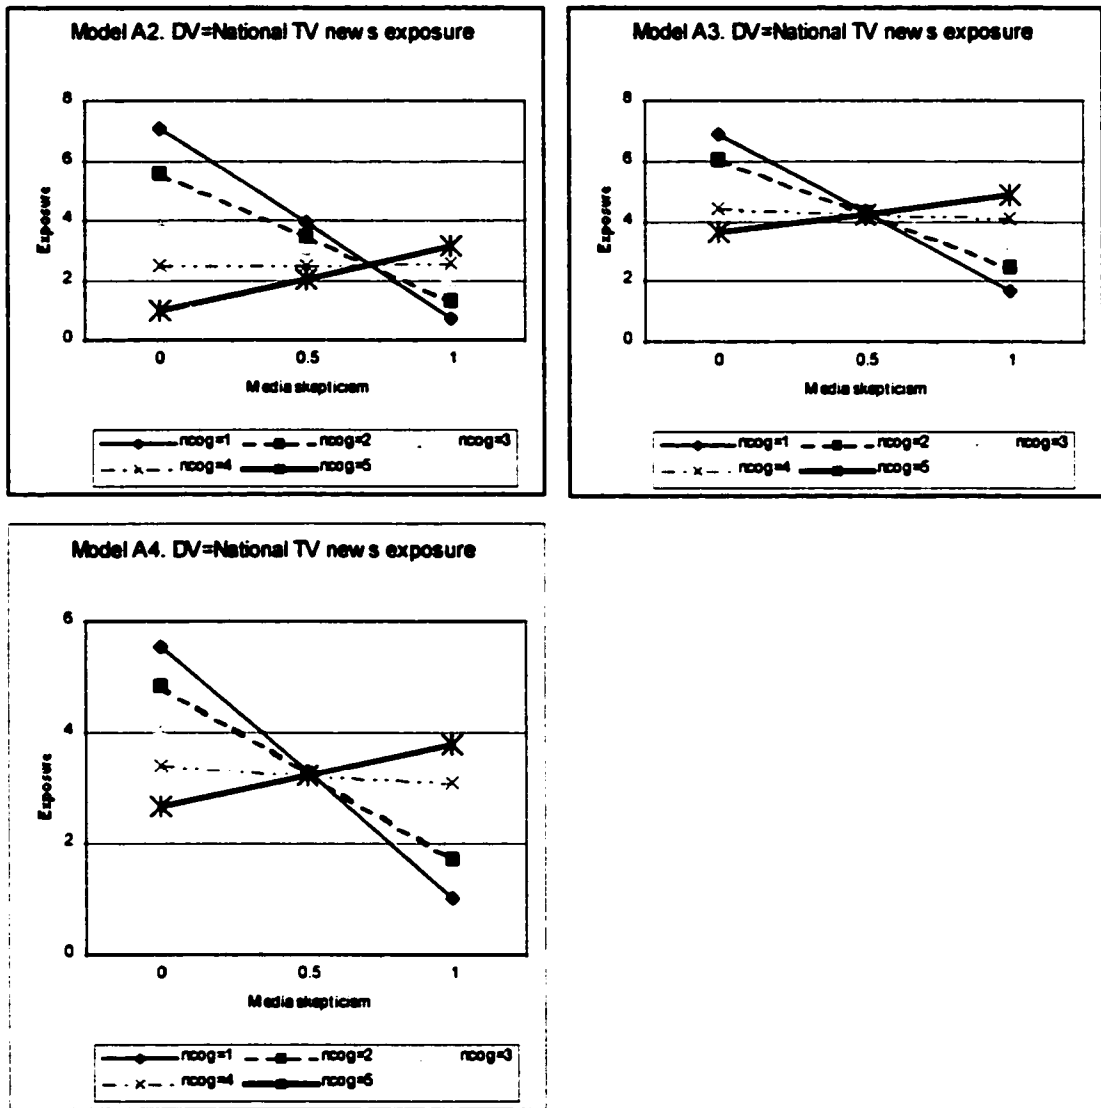 Model A2. DV=National TV news exposure
8
6
4
2
0
Exposure
0 0.5 1
Media skepticism
ncog=1 ncog=2 ncog=3
ncog=4 ncog=5
Model A3. DV=National TV news exposure
8
6
4
2
0
Exposure
0 0.5 1
Media skepticism
ncog=1 ncog=2 ncog=3
ncog=4 ncog=5
Model A4. DV=National TV news exposure
6
4
2
0
Exposure
0 0.5 1
Media skepticism
ncog=1 ncog=2 ncog=3
ncog=4 ncog=5